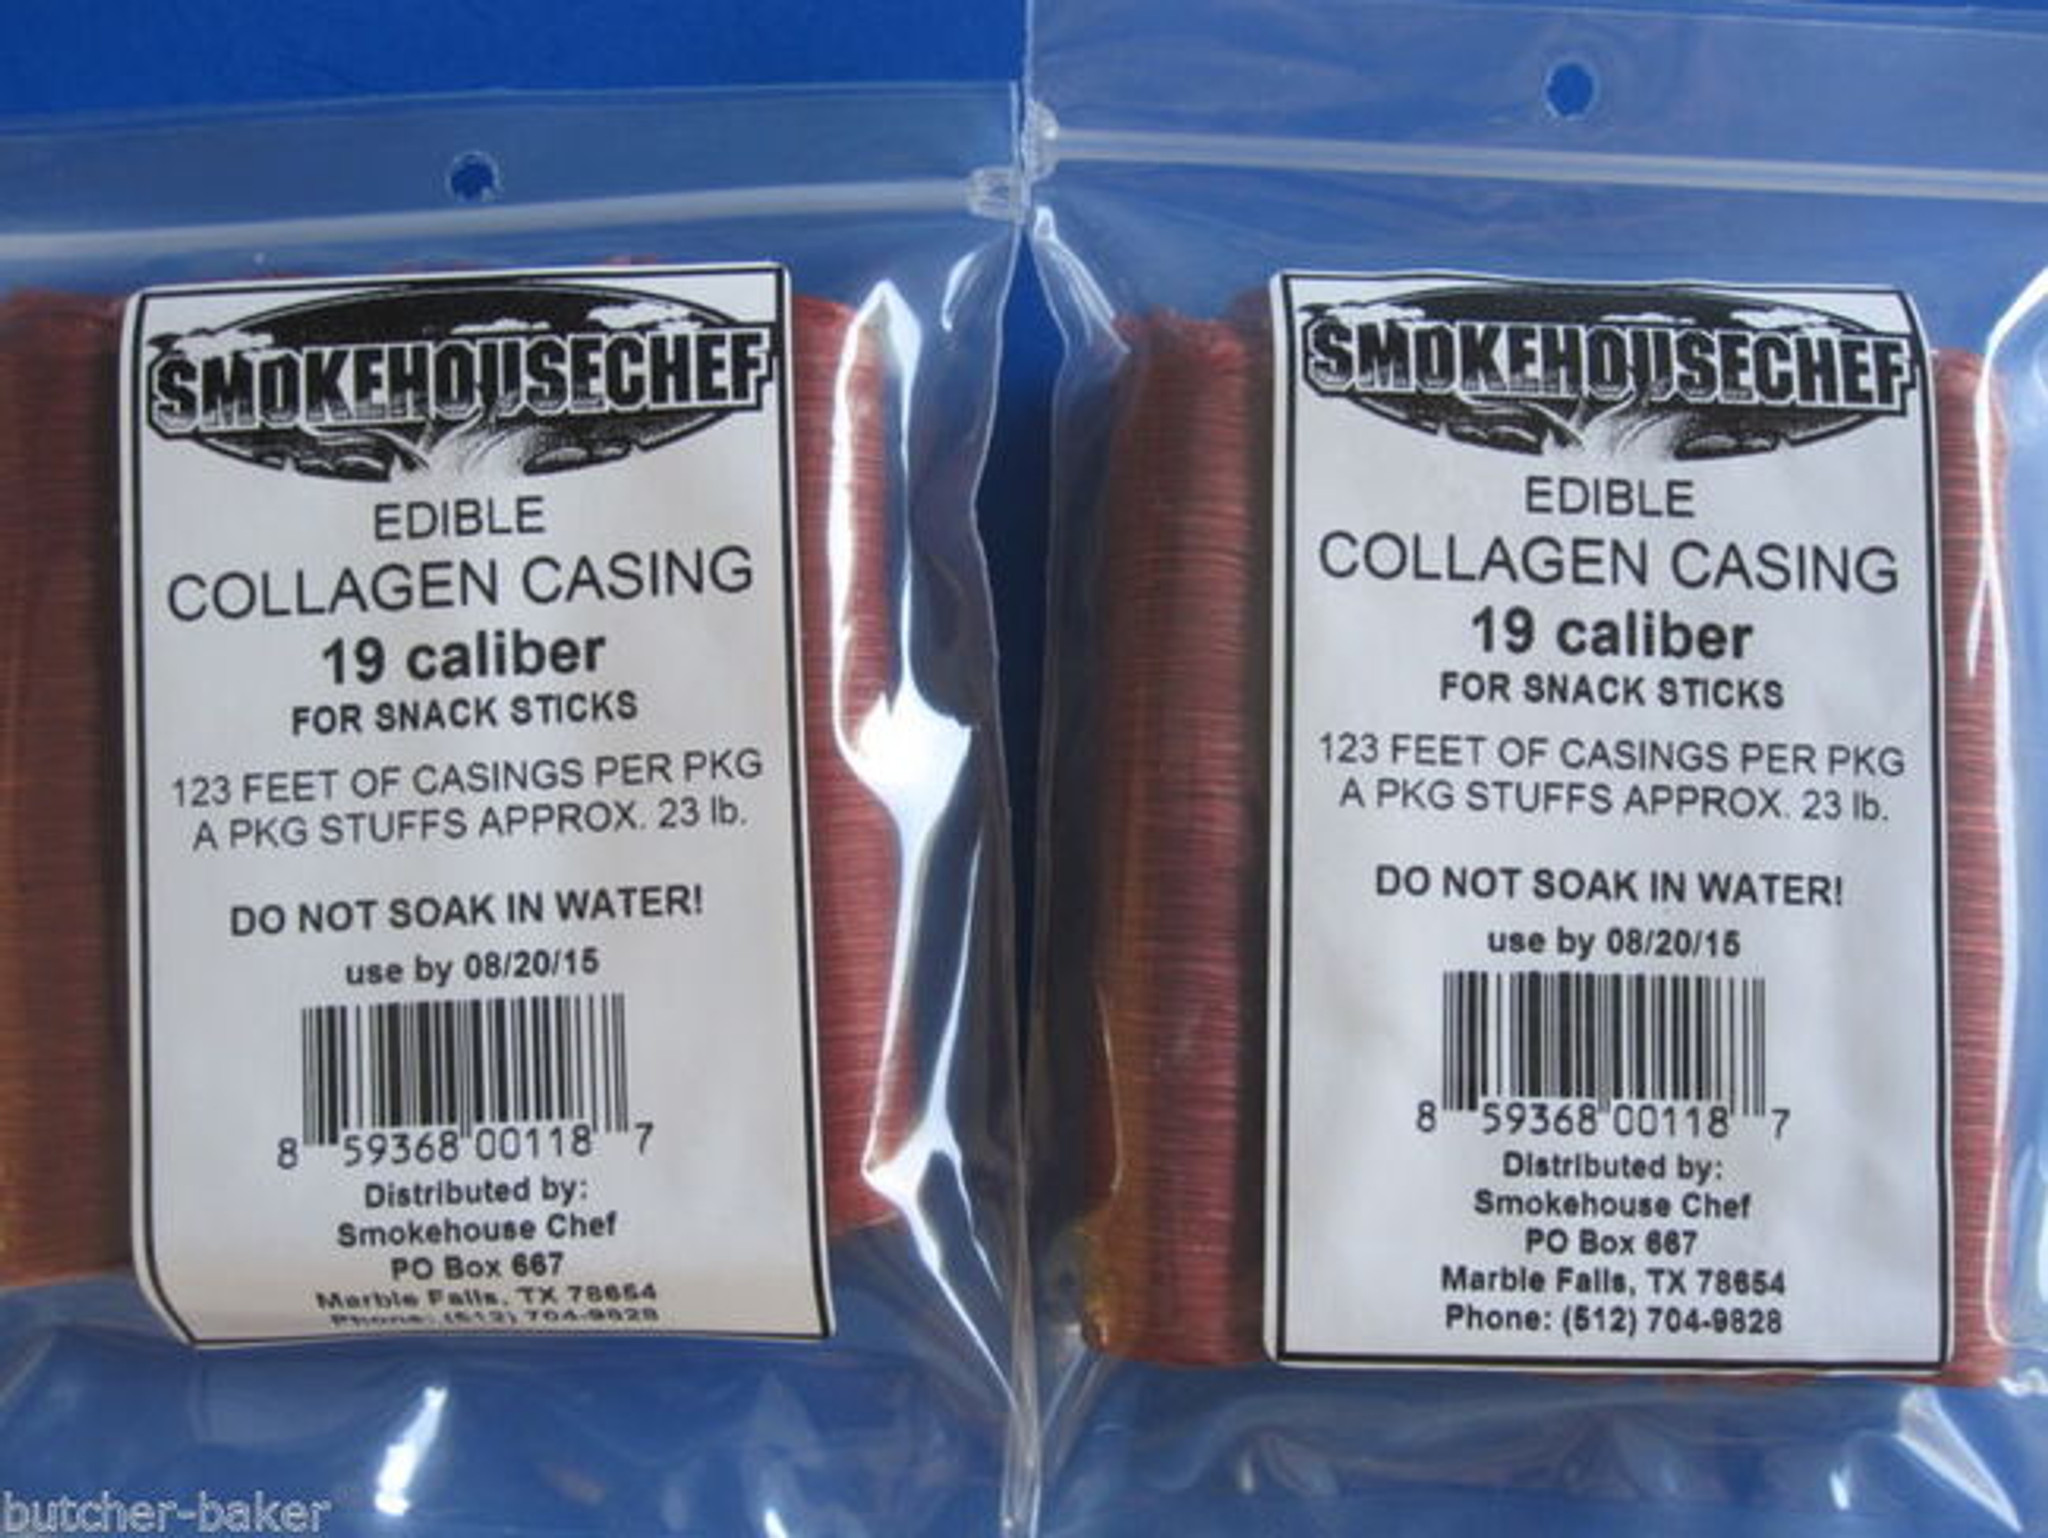 SMOKEHOUSECHEF
EDIBLE
COLLAGEN CASING
19 caliber
FOR SNACK STICKS
123 FEET OF CASINGS PER PKG
A PKG STUFFS APPROX. 23 lb.
DO NOT SOAK IN WATER!
use by 08/20/15
8 59368 00118 7
Distributed by:
Smokehouse Chef
PO Box 667
Marble Falls, TX 78654
Phone: (512) 704-9828
SMOKEHOUSECHEF
EDIBLE
COLLAGEN CASING
19 caliber
FOR SNACK STICKS
123 FEET OF CASINGS PER PKG
A PKG STUFFS APPROX. 23 lb.
DO NOT SOAK IN WATER!
use by 08/20/15
8 59368 00118 7
Distributed by:
Smokehouse Chef
PO Box 667
Marble Falls, TX 78654
Phone: (512) 704-9828
butcher-baker